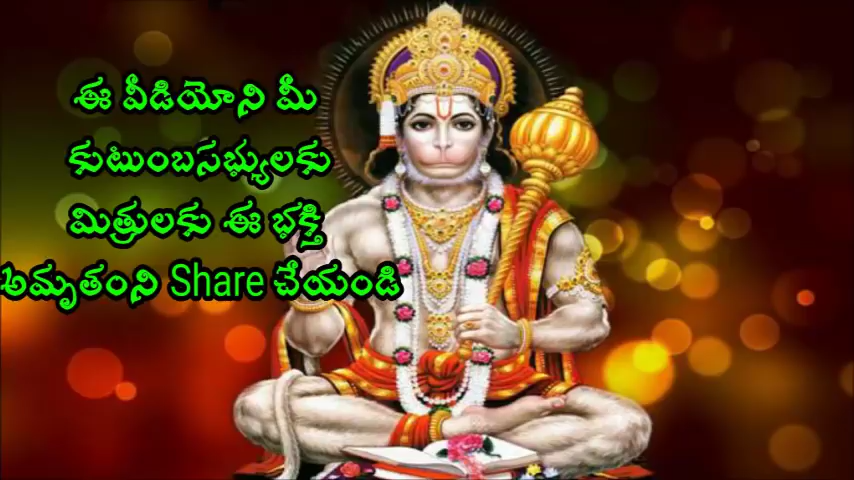 ఈ వీడియోని మీ
కుటుంబసభ్యులకు
మిత్రులకు ఈ భక్తి
అమృతంని Share చేయండి